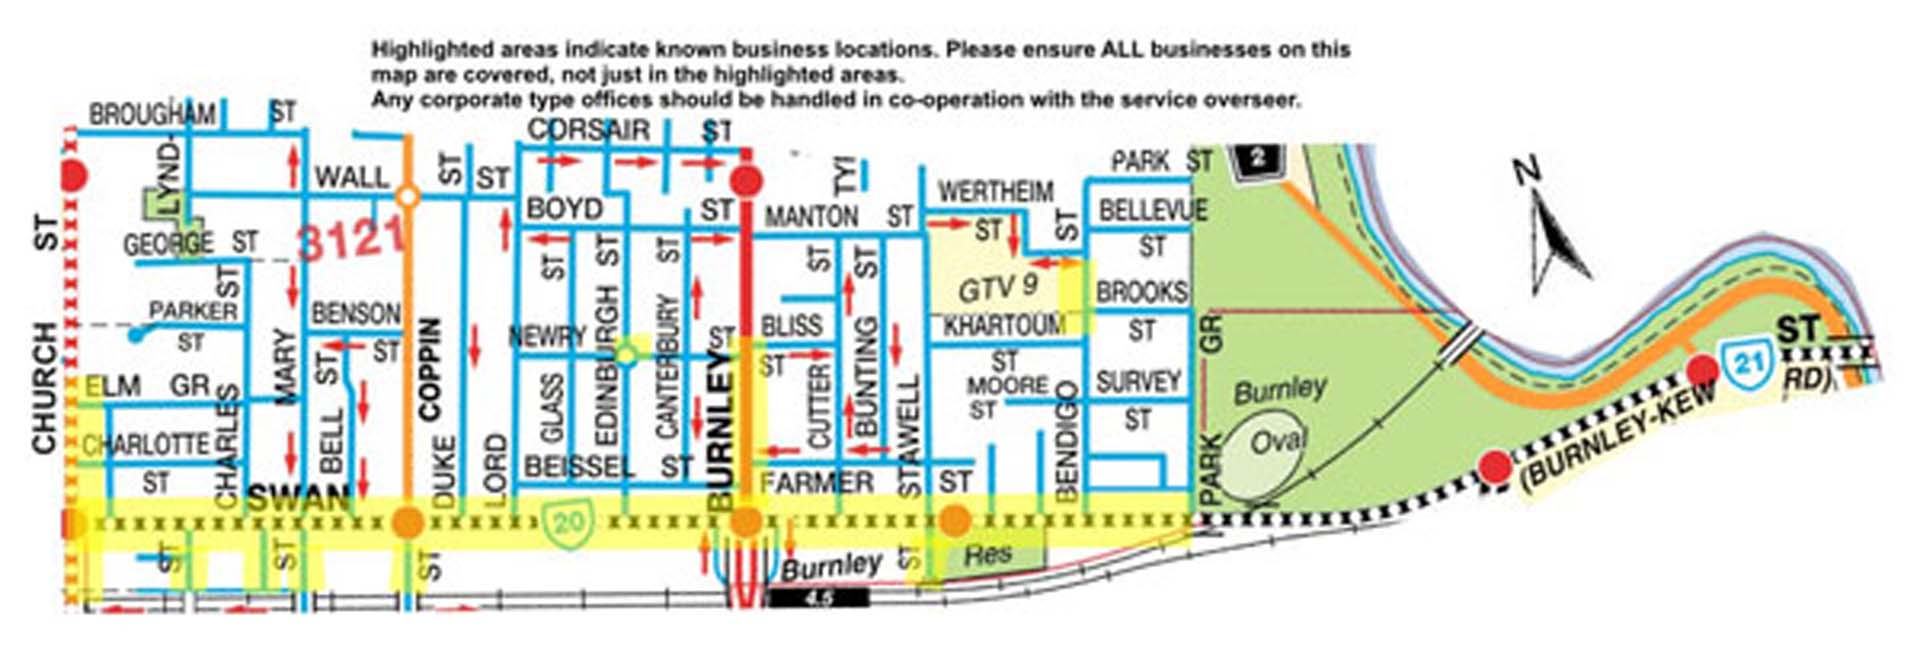 Highlighted areas indicate known business locations. Please ensure ALL businesses on this
map are covered, not just in the highlighted areas.
Any corporate type offices should be handled in co-operation with the service overseer.
BROUGHAM ST
CORSAIR ST
LYND-
WALL ST
ST
PARK ST
2
N
TYI
WERTHEIM
ST
BOYD ST
MANTON ST
BELLEVUE
ST
CHURCH ST
GEORGE ST
3121
GTV 9
BROOKS
ST
PARKER
ST
BENSON
ST
NEWRY ST
BLISS
ST
KHARTOUM
ST
ELM GR
MOORE
ST
SURVEY
ST
CHARLOTTE
ST
CHARLES ST
MARY
ST
BELL ST
COPPIN
ST
DUKE
LORD
GLASS ST
EDINBURGH ST
CANTERBURY ST
BURNLEY
CUTTER ST
BUNTING ST
STAWELL
ST
BENDIGO ST
PARK GR
Burnley
Oval
BEISSEL ST
FARMER ST
SWAN
20
ST
21
ST
(BURNLEY-KEW
RD)
ST
Burnley
Res
4.5